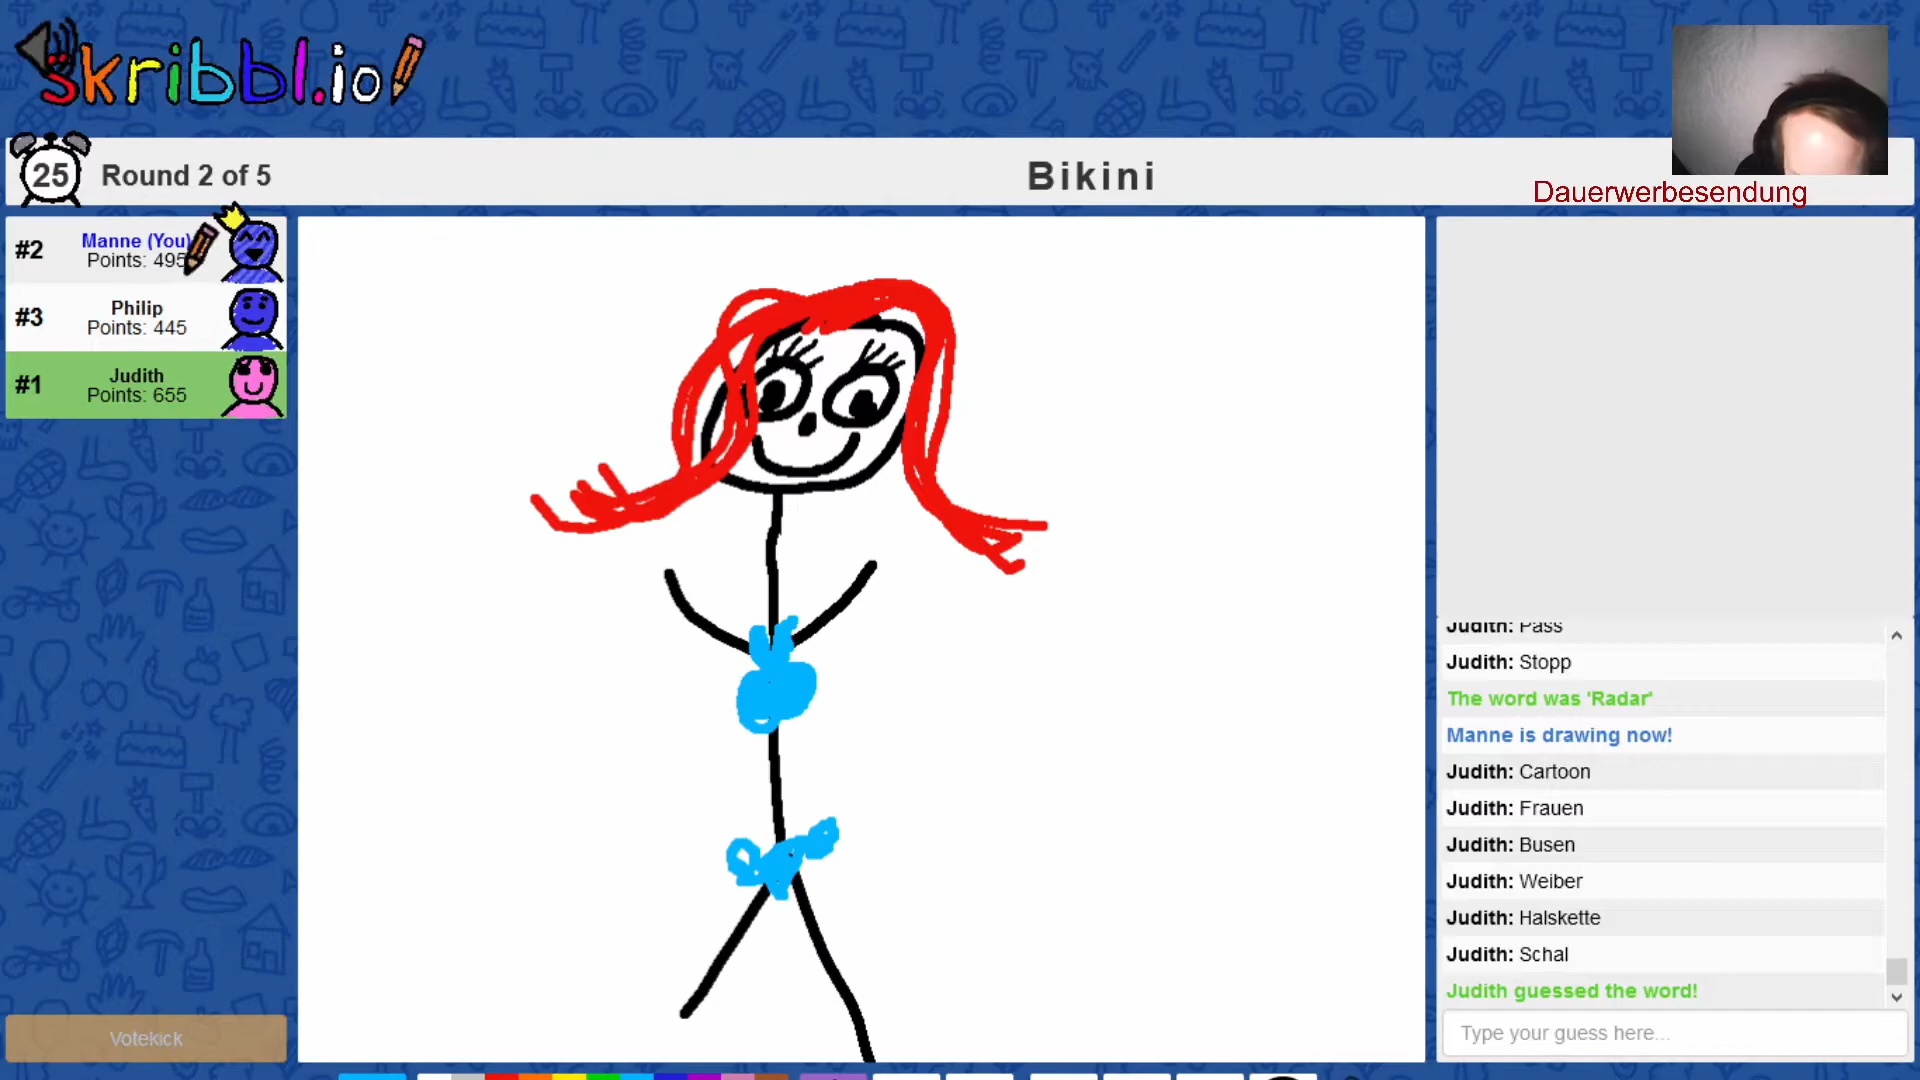 skribbl.io
25
Round 2 of 5
Bikini
Dauerwerbesendung
#2
Manne (You)
Points: 495
#3
Philip
Points: 445
#1
Judith
Points: 655
Judith: Pass
Judith: Stopp
The word was 'Radar'
Manne is drawing now!
Judith: Cartoon
Judith: Frauen
Judith: Busen
Judith: Weiber
Judith: Halskette
Judith: Schal
Judith guessed the word!
Votekick
Type your guess here...